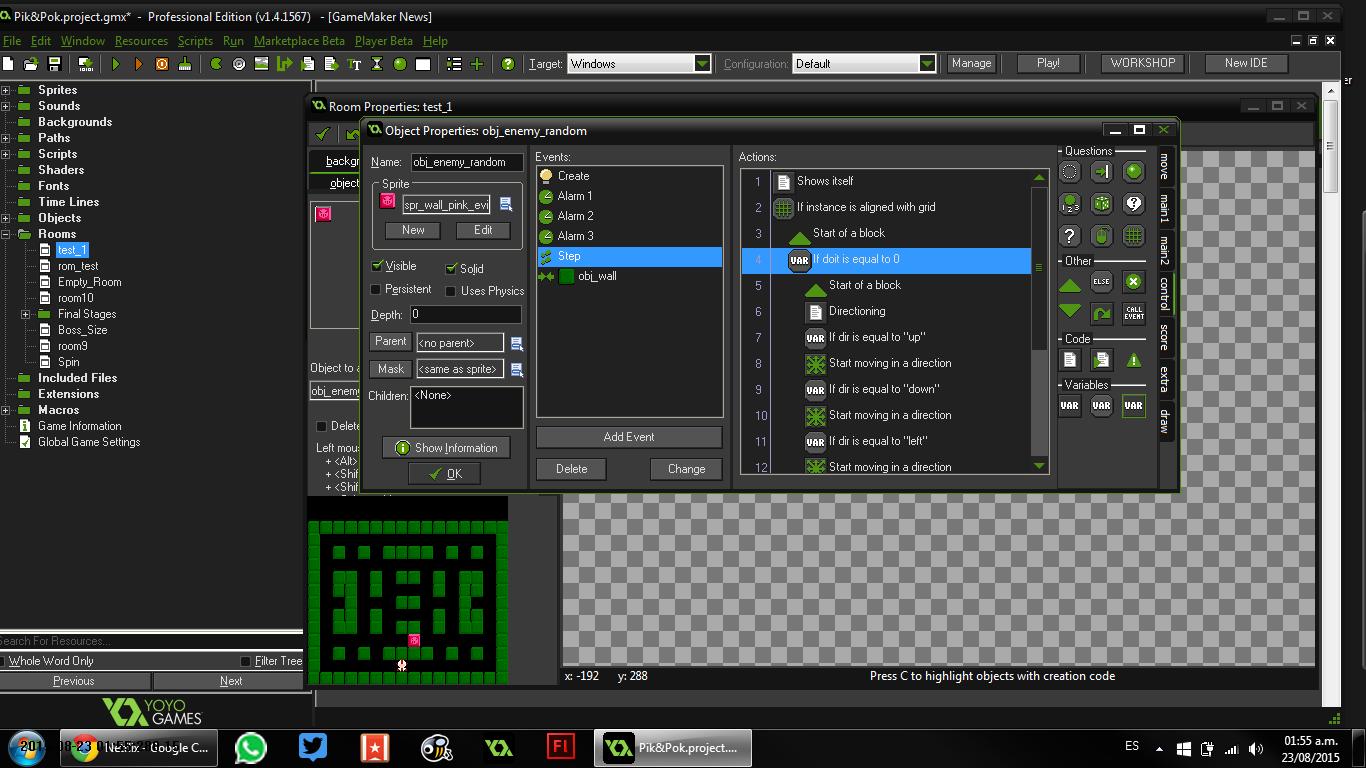 Pik&Pok.project.gmx* - Professional Edition (v1.4.1567) - [GameMaker News]
File Edit Window Resources Scripts Run Marketplace Beta Player Beta Help
Target: Windows Configuration: Default Manage Play! WORKSHOP New IDE
Sprites
Sounds
Backgrounds
Paths
Scripts
Shaders
Fonts
Time Lines
Objects
Rooms
test_1
rom_test
Empty_Room
room10
Final Stages
Boss_Size
room9
Spin
Included Files
Extensions
Macros
Game Information
Global Game Settings
Search For Resources...
Whole Word Only Filter Tree
Previous Next
YOYO
GAMES
Room Properties: test_1
backgr
object
Object to a
obj_enemy
Delete
Left mou
+ <Alt>
+ <Shif
+ <Shif
Object Properties: obj_enemy_random
Name: obj_enemy_random
Sprite
spr_wall_pink_evi
New Edit
Visible Solid
Persistent Uses Physics
Depth: 0
Parent <no parent>
Mask <same as sprite>
Children: <None>
Show Information
OK
Events:
Create
Alarm 1
Alarm 2
Alarm 3
Step
obj_wall
Add Event
Delete Change
Actions:
1 Shows itself
2 If instance is aligned with grid
3 Start of a block
4 VAR If doit is equal to 0
5 Start of a block
6 Directioning
7 VAR If dir is equal to "up"
8 Start moving in a direction
9 VAR If dir is equal to "down"
10 Start moving in a direction
11 VAR If dir is equal to "left"
12 Start moving in a direction
Questions
Other
ELSE
CALL EVENT
Code
Variables
VAR VAR VAR
move
main1
main2
control
score
extra
draw
x: -192 y: 288 Press C to highlight objects with creation code
Google C...
Fl
Pik&Pok.project....
ES
01:55 a.m.
23/08/2015